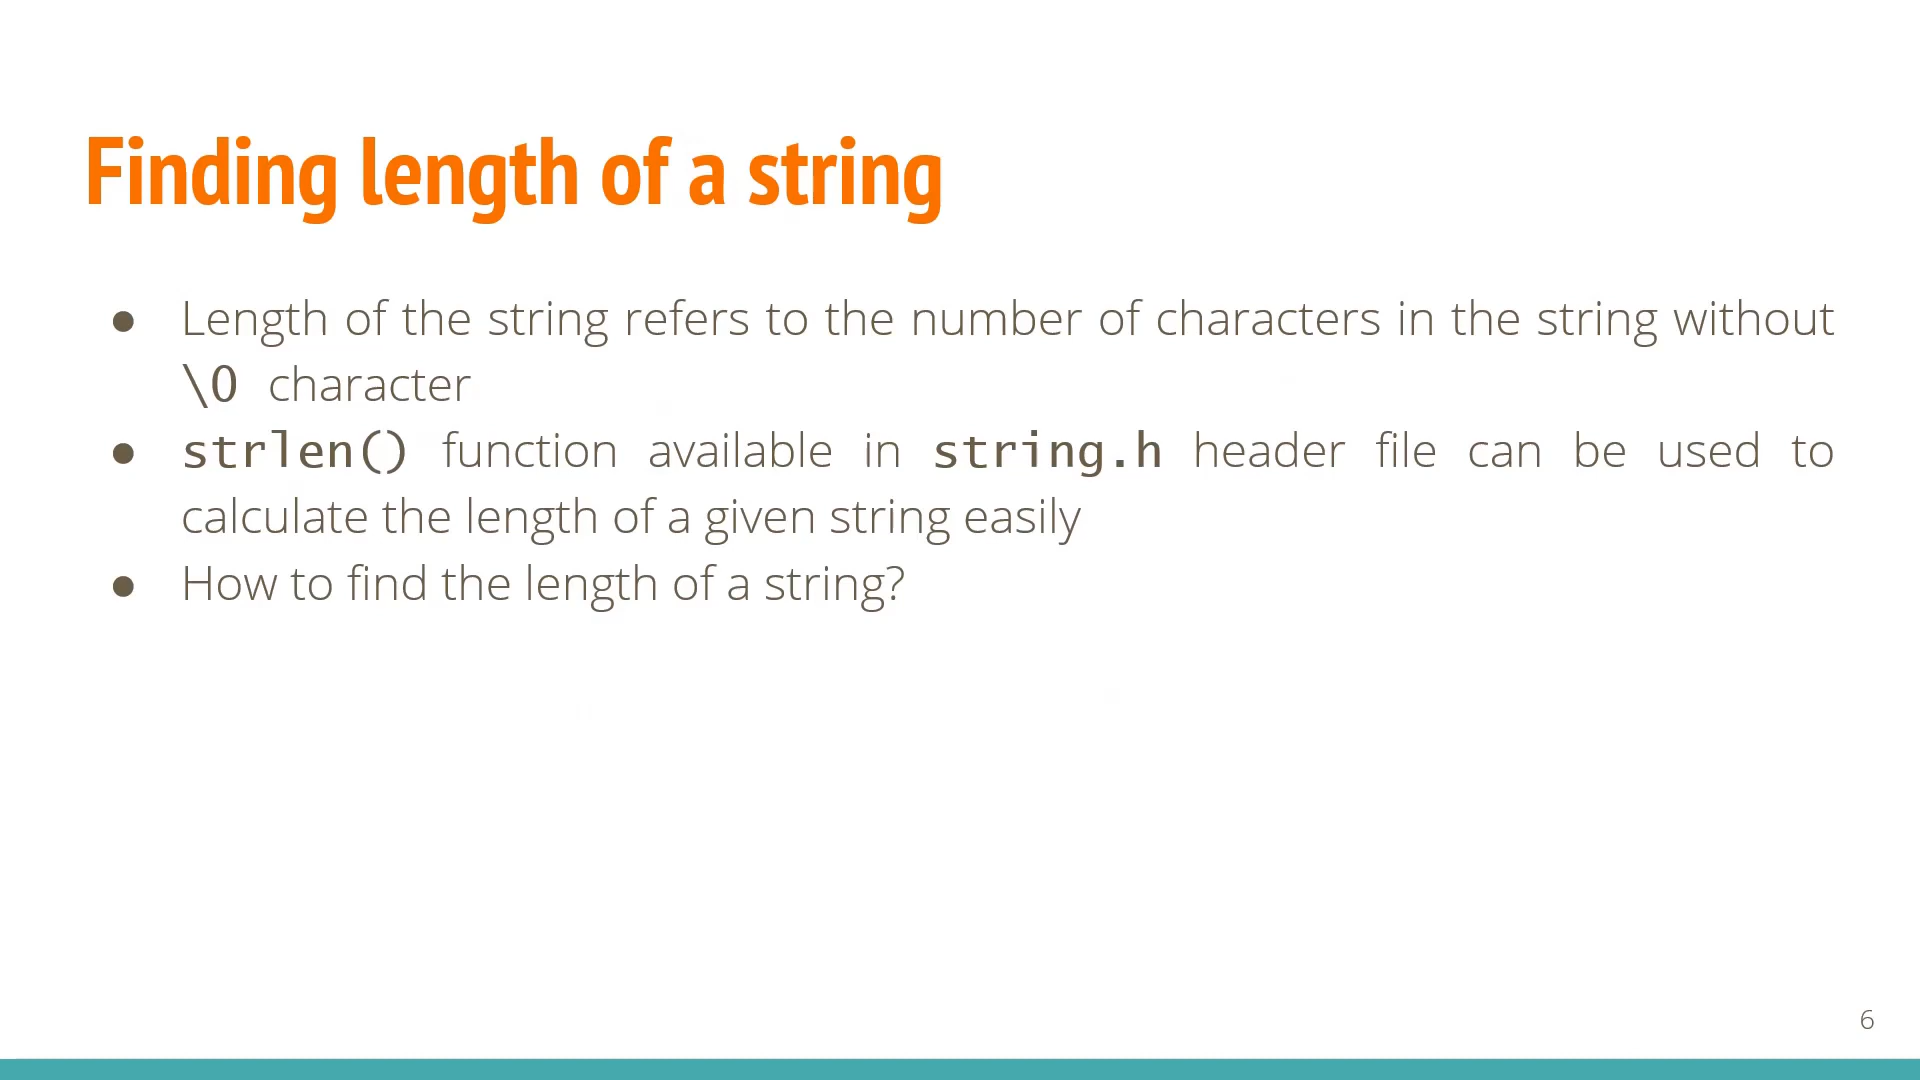 Finding length of a string
● Length of the string refers to the number of characters in the string without
\0 character
● strlen() function available in string.h header file can be used to
calculate the length of a given string easily
● How to find the length of a string?
6